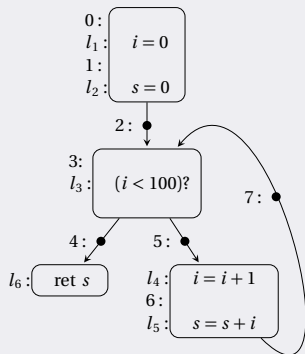 0:
l₁: i = 0
1:
l₂: s = 0
2:
3:
l₃: (i < 100)?
7:
4: 5:
l₆: ret s
l₄: i = i + 1
6:
l₅: s = s + i